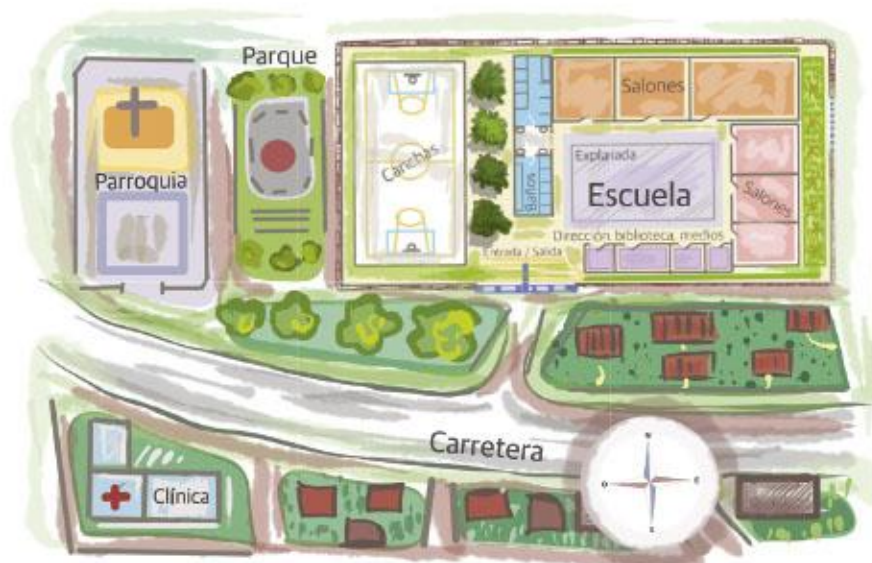 Parque
Salones
Canchas
Parroquia
Explanada
Baños
Escuela
Salones
Dirección, biblioteca, medios
Entrada / Salida
Carretera
Clínica
N
O
E